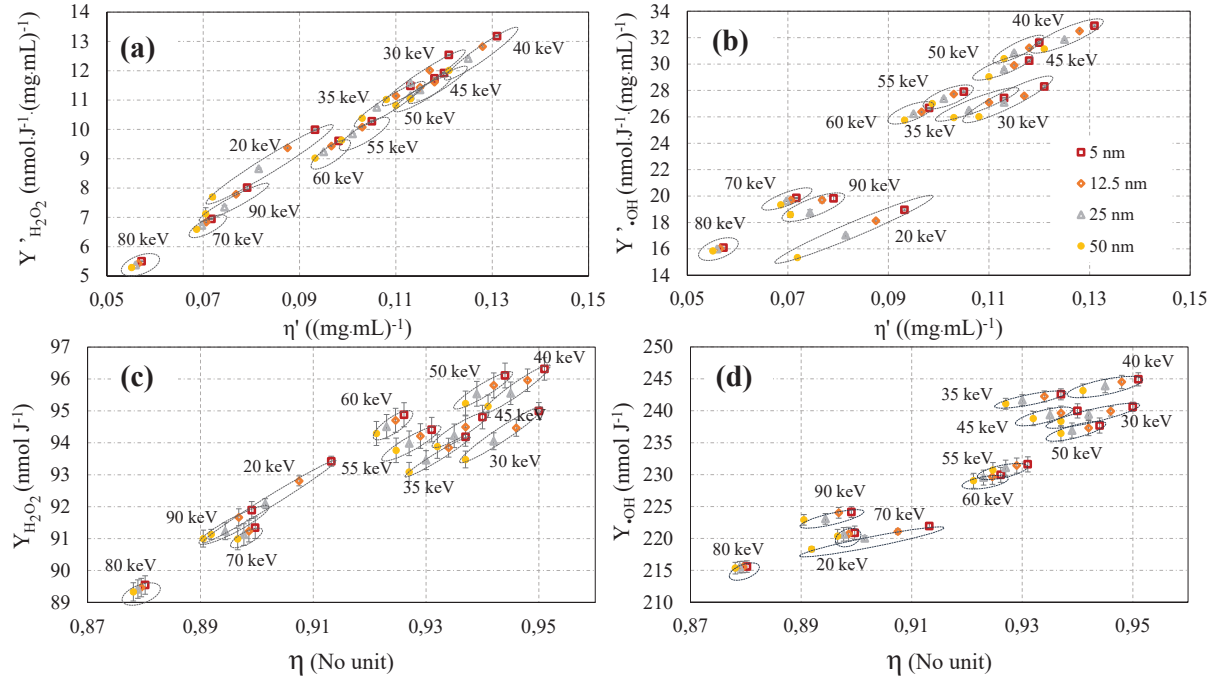 (a)
14
13
12
11
10
9
8
7
6
5
Y'H₂O₂ (nmol.J⁻¹.(mg.mL)⁻¹)
40 keV
30 keV
35 keV
45 keV
50 keV
20 keV
55 keV
60 keV
90 keV
70 keV
80 keV
0,05 0,07 0,09 0,11 0,13 0,15
η' ((mg.mL)⁻¹)
(b)
34
32
30
28
26
24
22
20
18
16
14
Y'•OH (nmol.J⁻¹.(mg.mL)⁻¹)
40 keV
50 keV
45 keV
55 keV
60 keV
35 keV
30 keV
70 keV
90 keV
80 keV
20 keV
5 nm
12.5 nm
25 nm
50 nm
0,05 0,07 0,09 0,11 0,13 0,15
η' ((mg.mL)⁻¹)
(c)
97
96
95
94
93
92
91
90
89
Y H₂O₂ (nmol J⁻¹)
40 keV
50 keV
60 keV
45 keV
30 keV
55 keV
35 keV
20 keV
90 keV
70 keV
80 keV
0,87 0,89 0,91 0,93 0,95
η (No unit)
(d)
250
245
240
235
230
225
220
215
210
Y•OH (nmol J⁻¹)
40 keV
35 keV
45 keV
30 keV
50 keV
55 keV
60 keV
90 keV
70 keV
80 keV
20 keV
0,87 0,89 0,91 0,93 0,95
η (No unit)